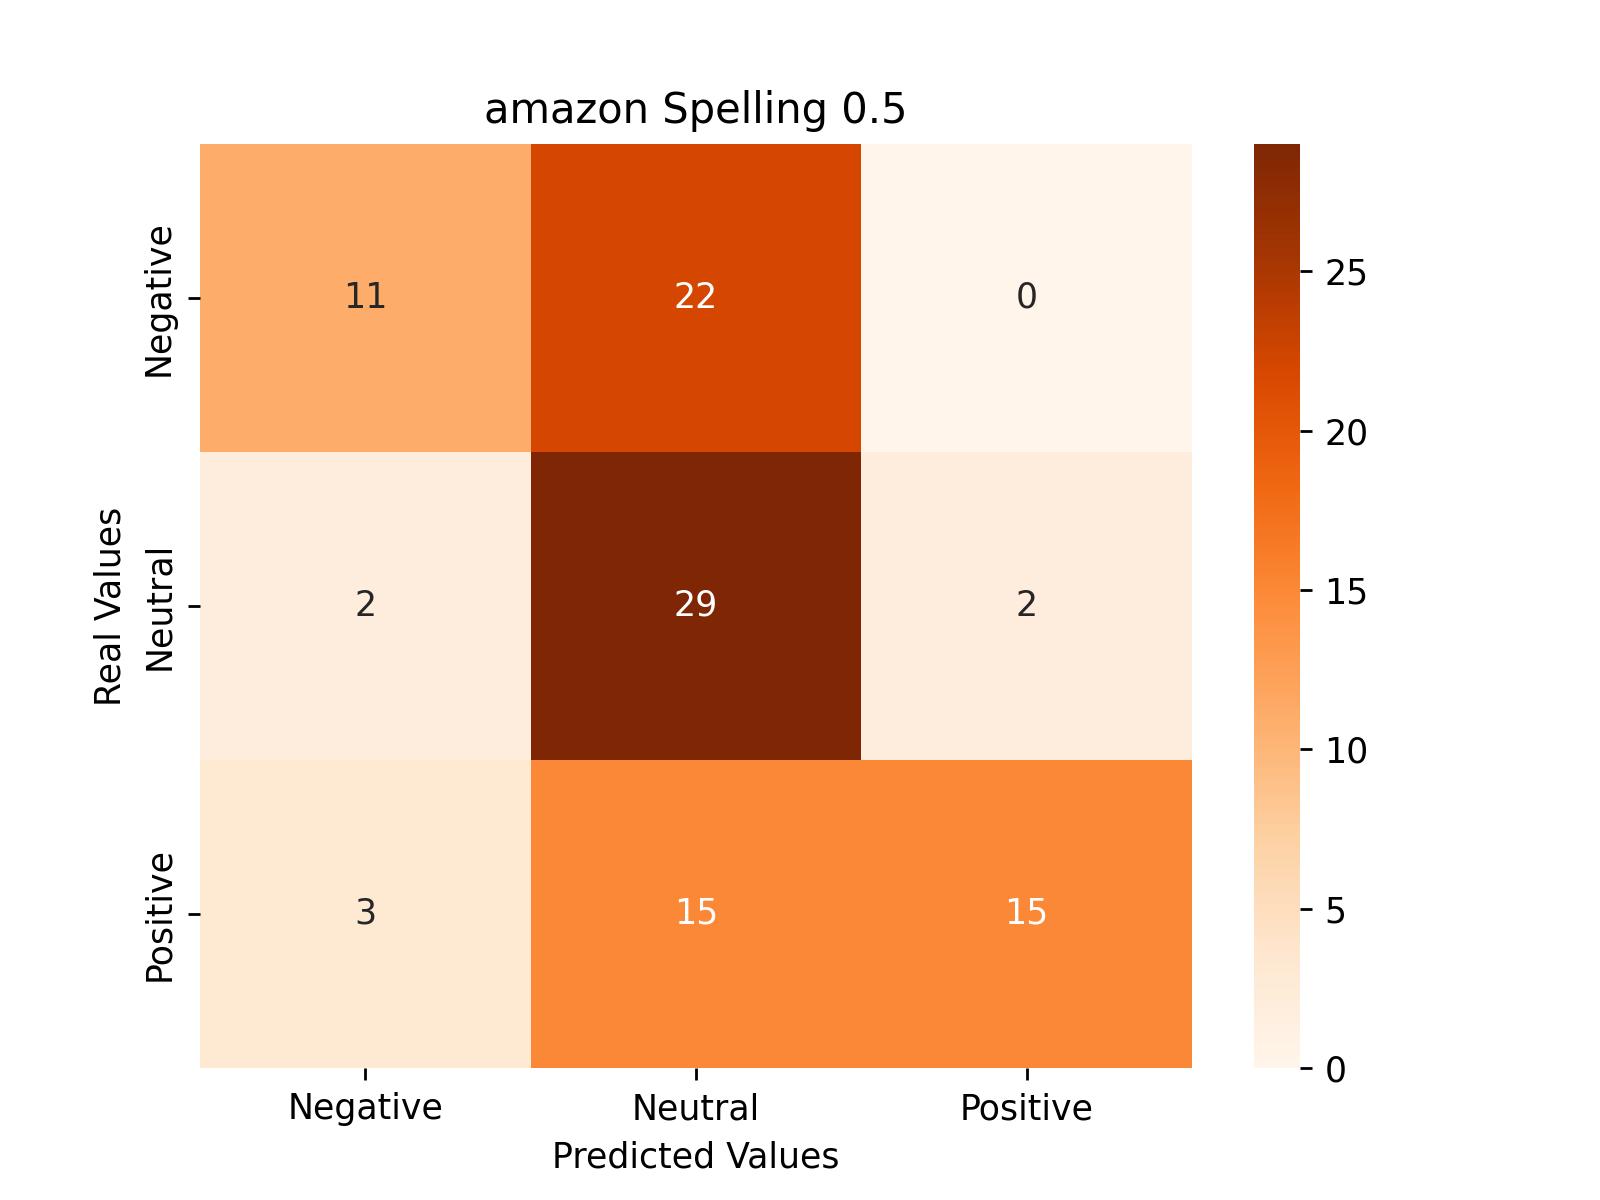 amazon Spelling 0.5
Real Values
Negative
11 22 0
Neutral
2 29 2
Positive
3 15 15
Negative Neutral Positive
Predicted Values
25
20
15
10
5
0